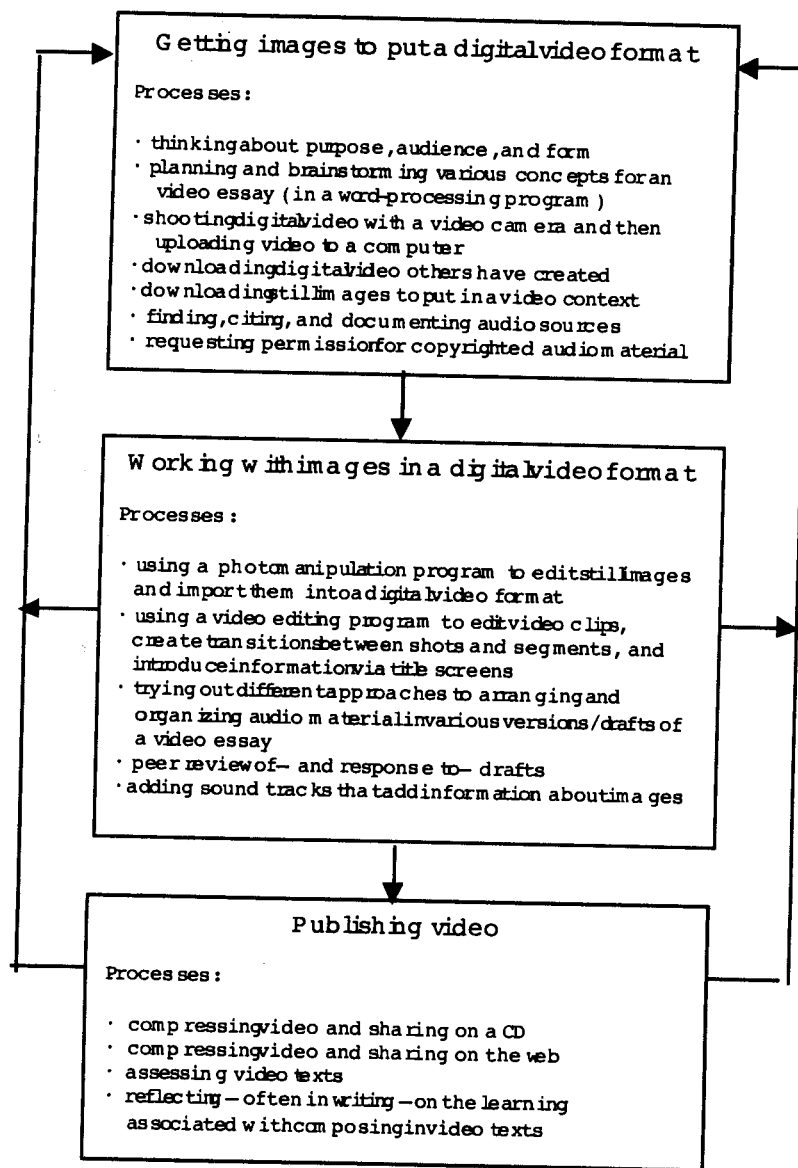 Getting images to put a digital video format
Processes:
· thinking about purpose, audience, and form
· planning and brainstorming various concepts for an
video essay (in a word-processing program)
· shooting digital video with a video camera and then
uploading video to a computer
· downloading digital video others have created
· downloading still images to put in a video context
· finding, citing, and documenting audio sources
· requesting permission for copyrighted audio material
Working with images in a digital video format
Processes:
· using a photo manipulation program to edit still images
and import them into a digital video format
· using a video editing program to edit video clips,
create transitions between shots and segments, and
introduce information via title screens
· trying out different approaches to arranging and
organizing audio material in various versions/drafts of
a video essay
· peer review of— and response to— drafts
· adding sound tracks that add information about images
Publishing video
Processes:
· compressing video and sharing on a CD
· compressing video and sharing on the web
· assessing video texts
· reflecting—often in writing—on the learning
associated with composing in video texts